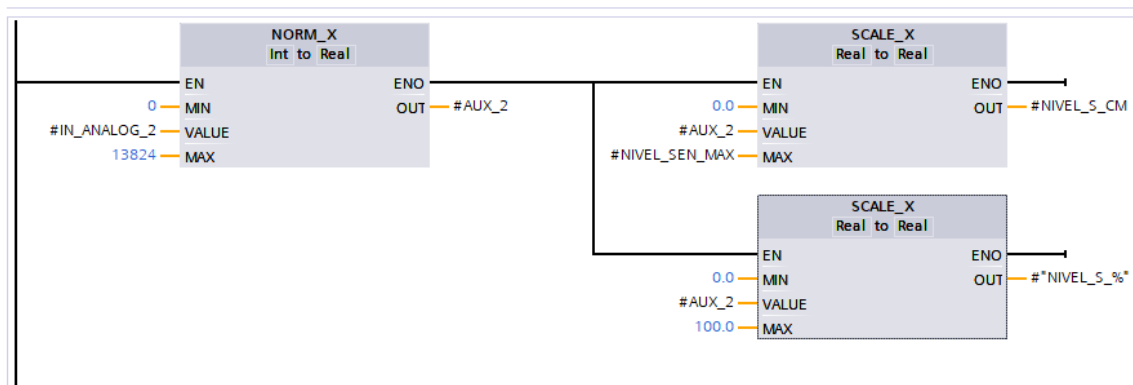 NORM_X
Int to Real
EN ENO
0 MIN OUT #AUX_2
#IN_ANALOG_2 VALUE
13824 MAX
SCALE_X
Real to Real
EN ENO
0.0 MIN OUT #NIVEL_S_CM
#AUX_2 VALUE
#NIVEL_SEN_MAX MAX
SCALE_X
Real to Real
EN ENO
0.0 MIN OUT #"NIVEL_S_%"
#AUX_2 VALUE
100.0 MAX